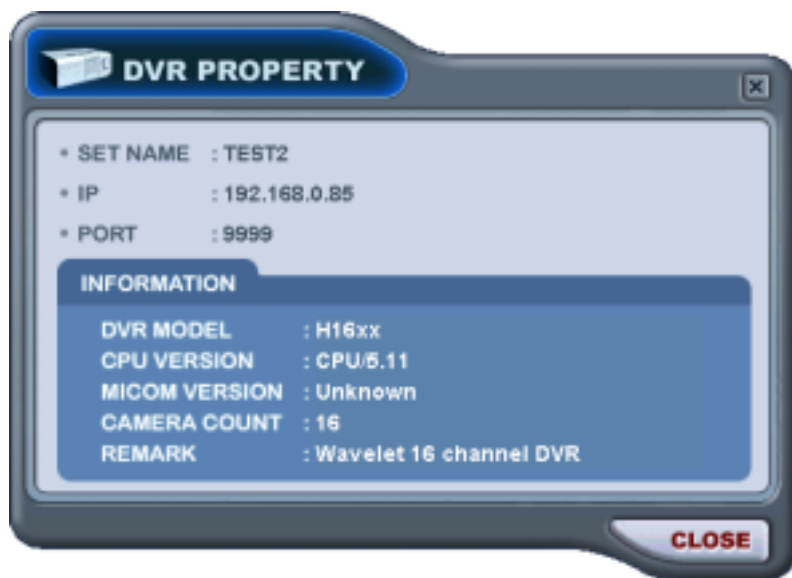 DVR PROPERTY
• SET NAME : TEST2
• IP : 192.168.0.85
• PORT : 9999
INFORMATION
DVR MODEL : H16xx
CPU VERSION : CPU/5.11
MICOM VERSION : Unknown
CAMERA COUNT : 16
REMARK : Wavelet 16 channel DVR
CLOSE